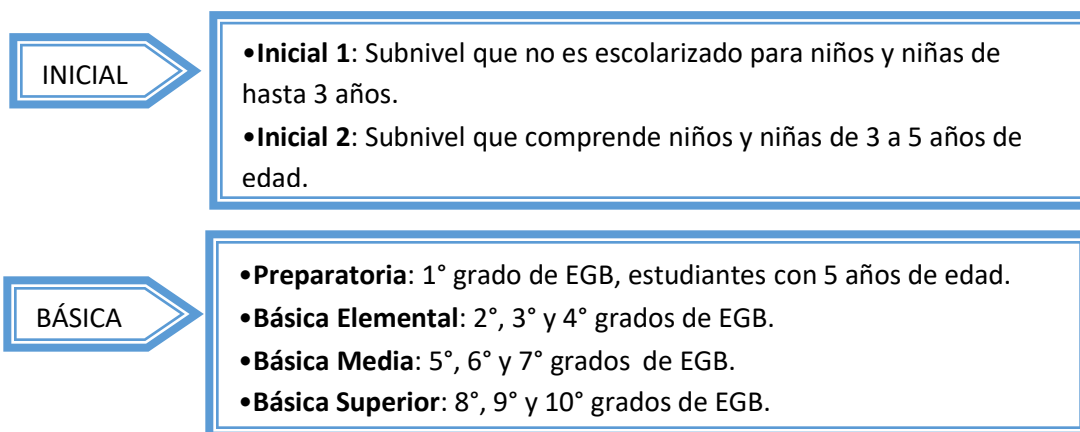 INICIAL
•Inicial 1: Subnivel que no es escolarizado para niños y niñas de
hasta 3 años.
•Inicial 2: Subnivel que comprende niños y niñas de 3 a 5 años de
edad.
BÁSICA
•Preparatoria: 1° grado de EGB, estudiantes con 5 años de edad.
•Básica Elemental: 2°, 3° y 4° grados de EGB.
•Básica Media: 5°, 6° y 7° grados de EGB.
•Básica Superior: 8°, 9° y 10° grados de EGB.